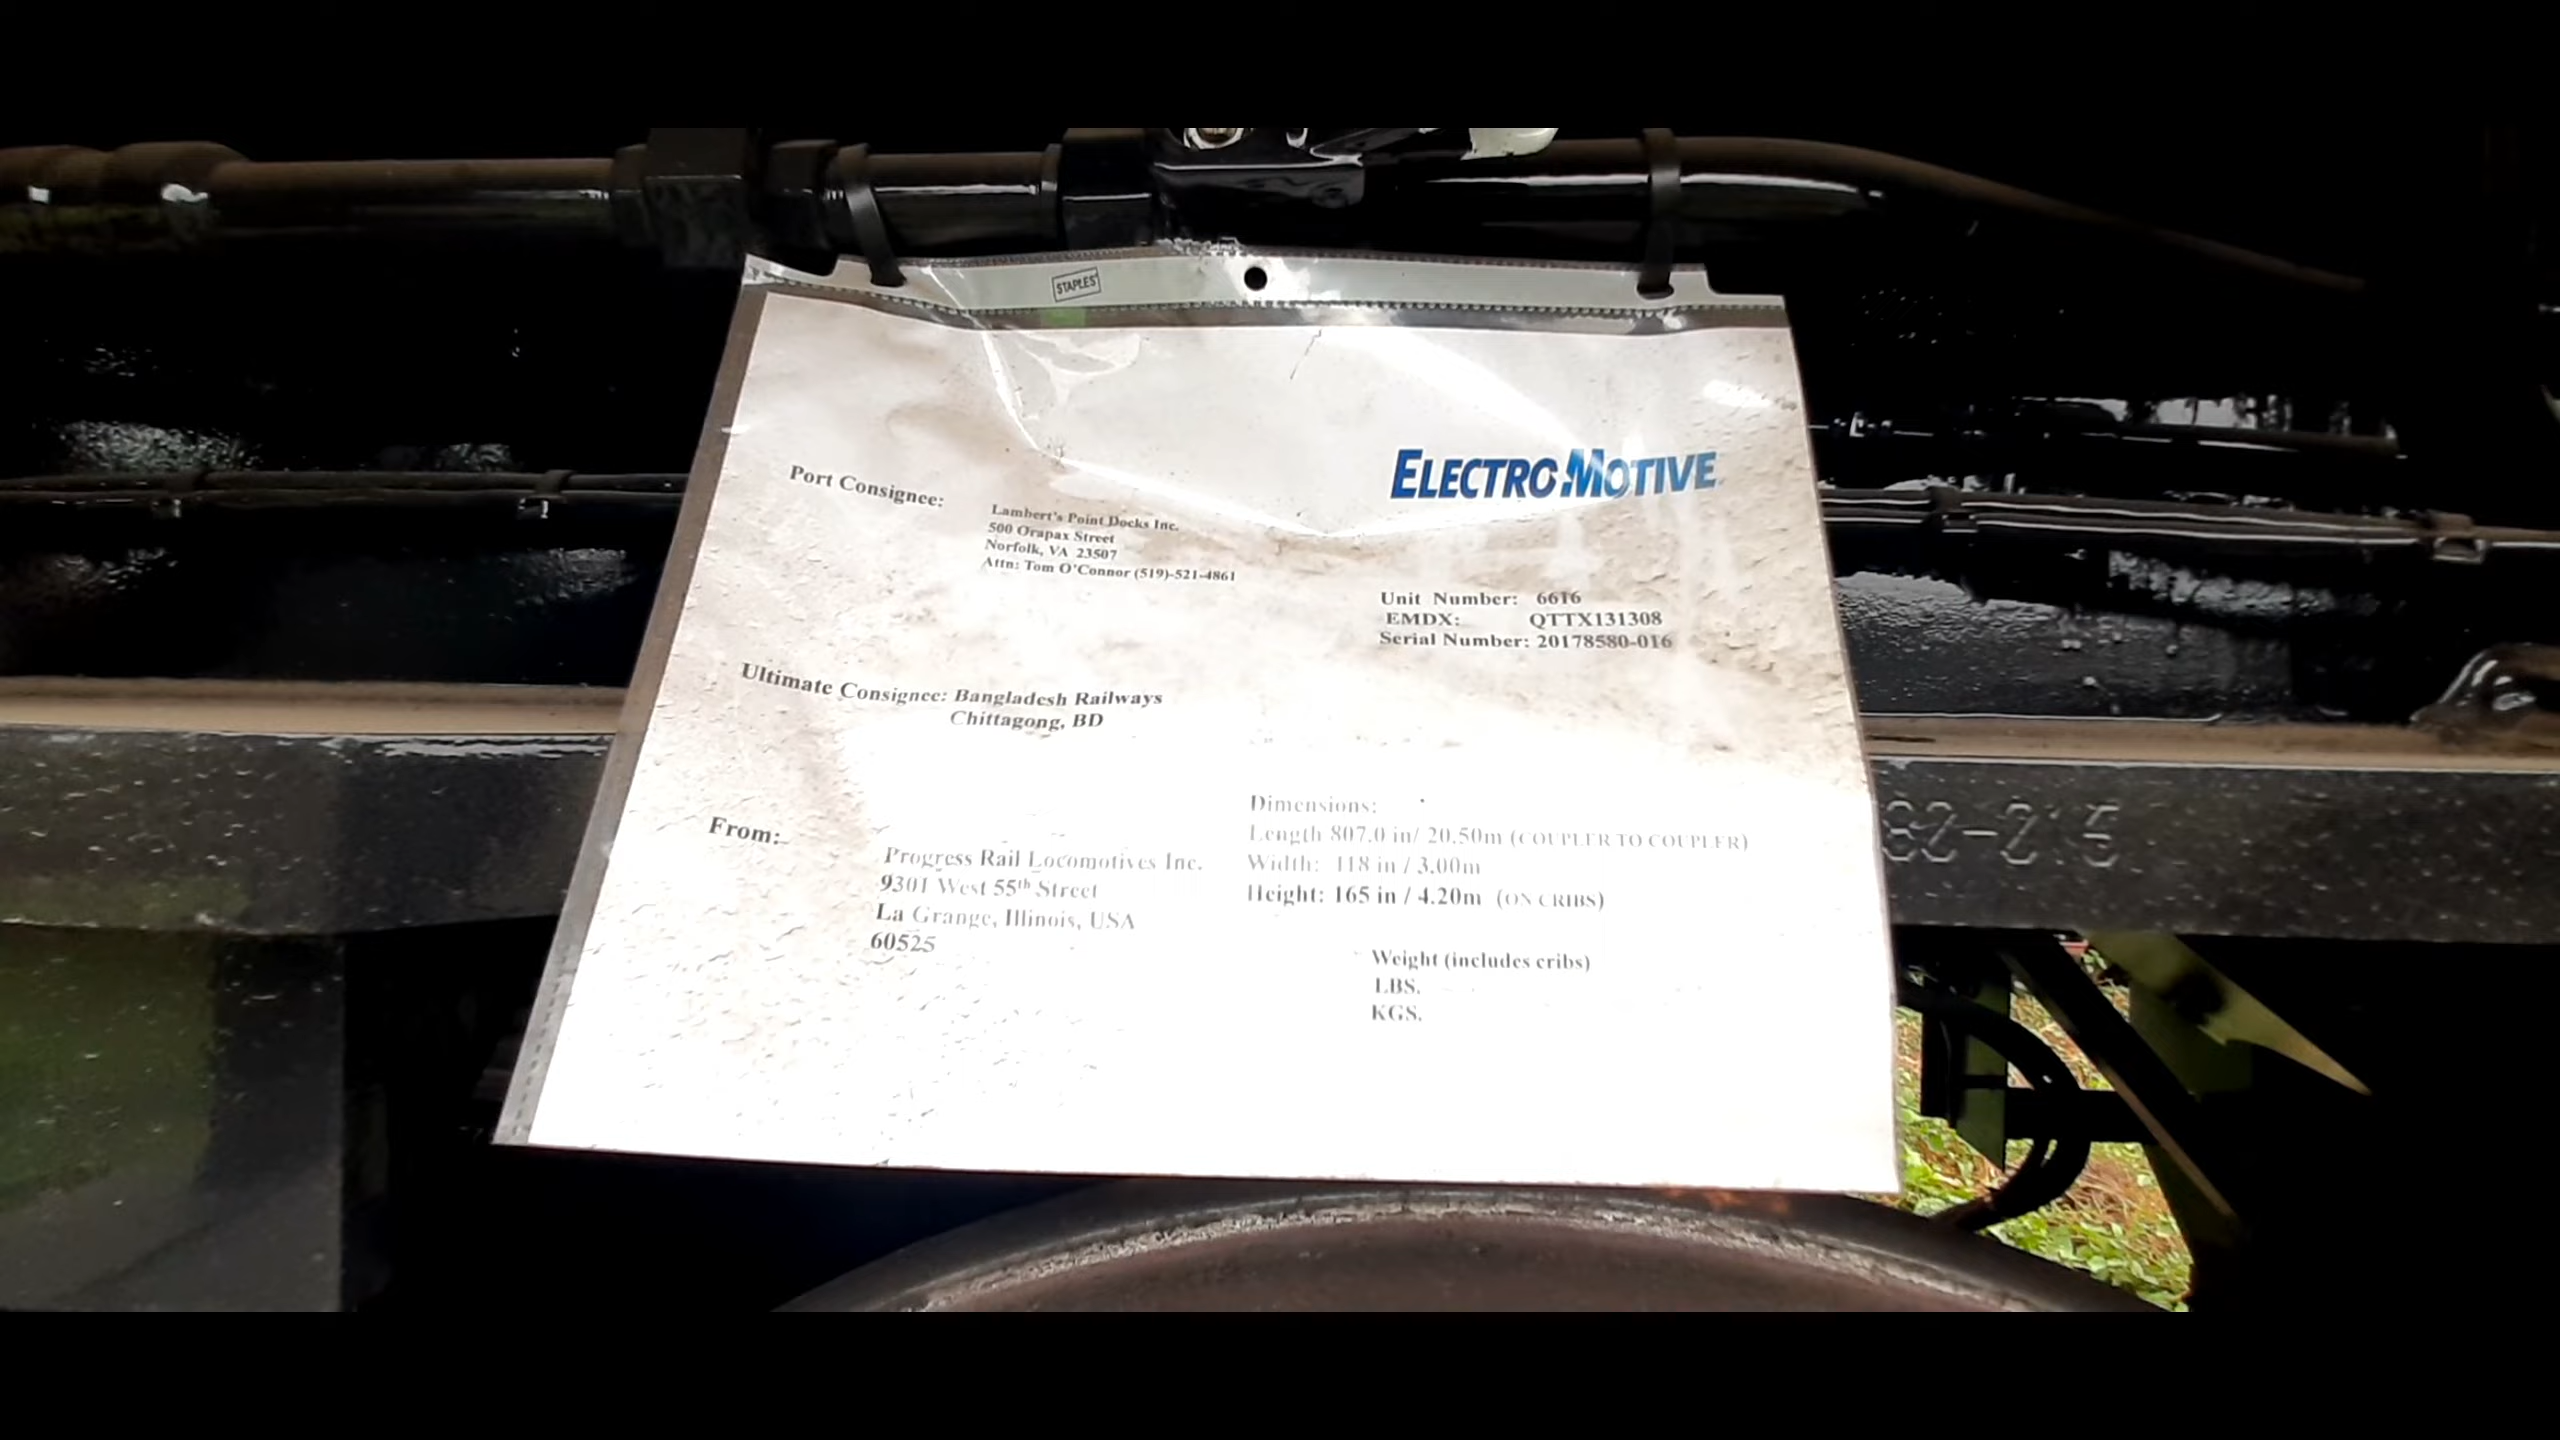 STAPLES
ELECTRO-MOTIVE
Port Consignee:
Lambert's Point Docks Inc.
500 Orapax Street
Norfolk, VA 23507
Attn: Tom O'Connor (519)-521-4861
Unit Number: 6616
EMDX: QTTX131308
Serial Number: 20178580-016
Ultimate Consignee: Bangladesh Railways
Chittagong, BD
From:
Progress Rail Locomotives Inc.
9301 West 55th Street
La Grange, Illinois, USA
60525
Dimensions:
Length 807.0 in/ 20.50m (COUPLER TO COUPLER)
Width: 118 in / 3.00m
Height: 165 in / 4.20m (ON CRIBS)
Weight (includes cribs)
LBS.
KGS.